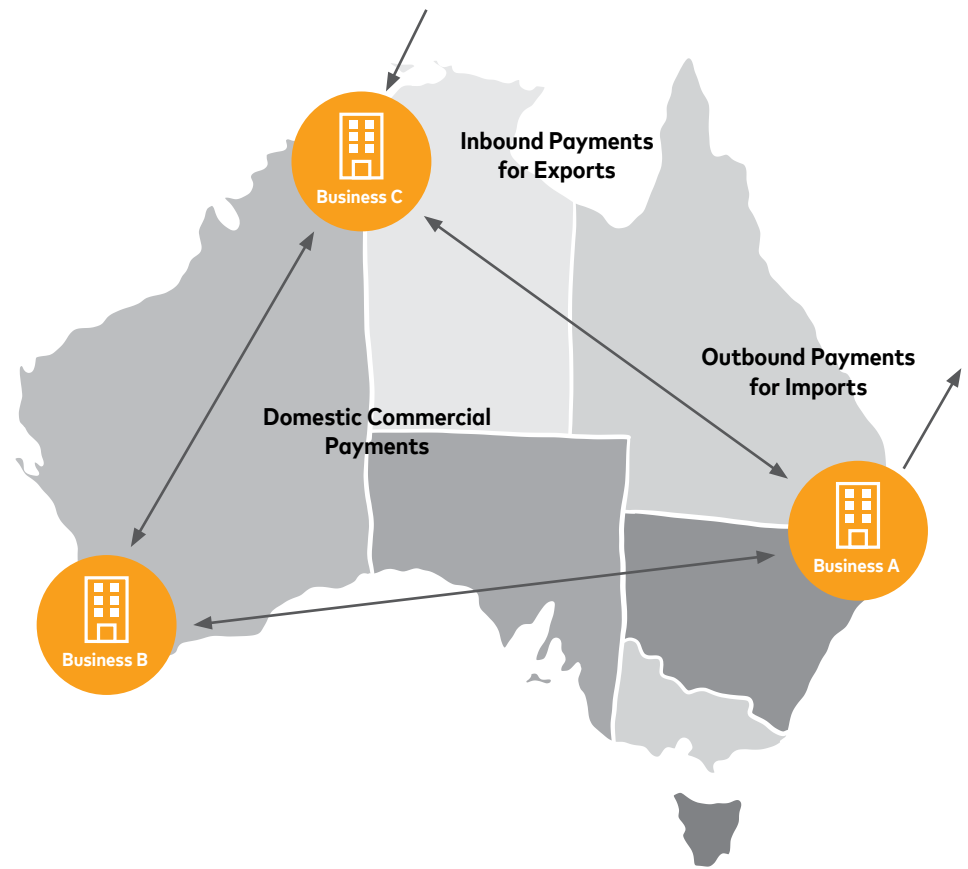 Inbound Payments
for Exports
Business C
Outbound Payments
for Imports
Domestic Commercial
Payments
Business A
Business B